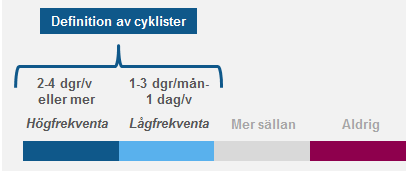 Definition av cyklister
2-4 dgr/v
eller mer
Högfrekventa
1-3 dgr/mån-
1 dag/v
Lågfrekventa
Mer sällan
Aldrig